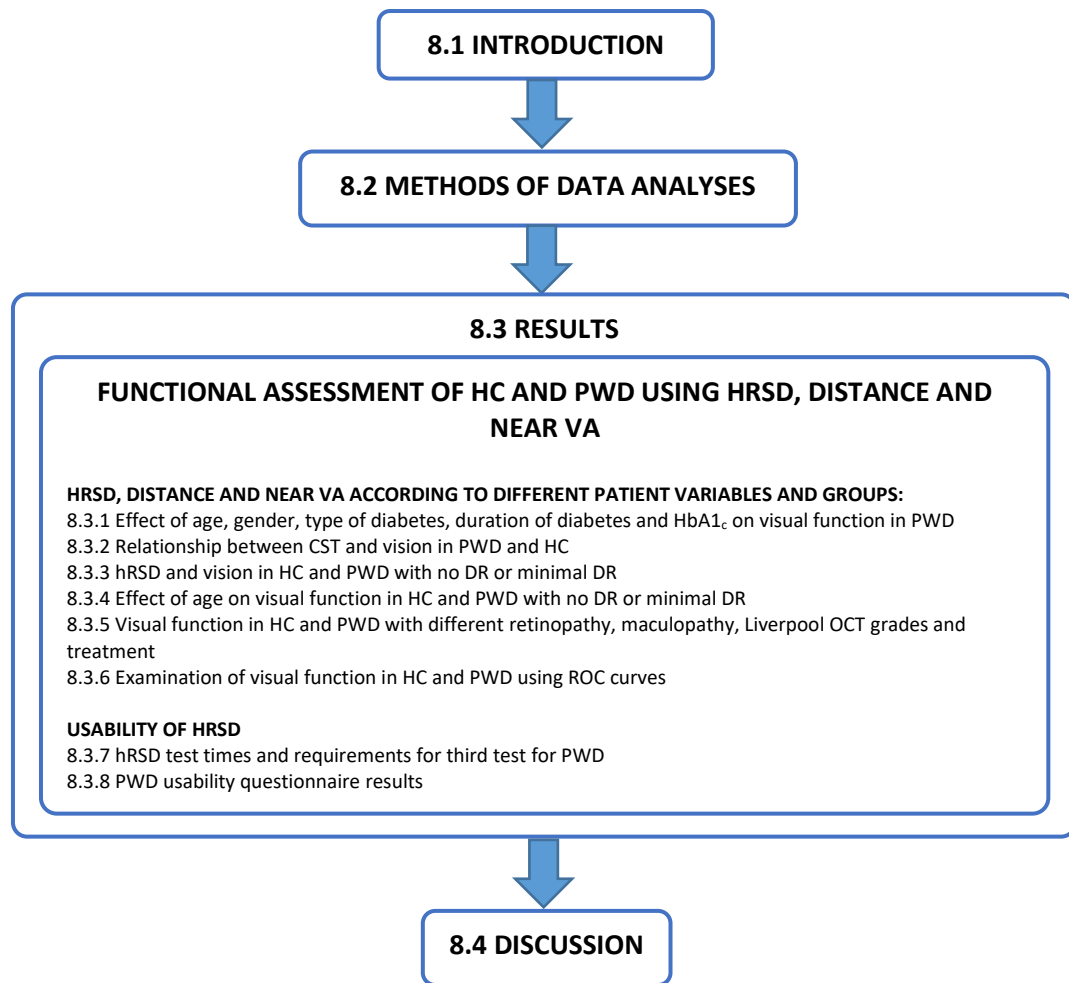 8.1 INTRODUCTION
8.2 METHODS OF DATA ANALYSES
8.3 RESULTS
FUNCTIONAL ASSESSMENT OF HC AND PWD USING HRSD, DISTANCE AND
NEAR VA
HRSD, DISTANCE AND NEAR VA ACCORDING TO DIFFERENT PATIENT VARIABLES AND GROUPS:
8.3.1 Effect of age, gender, type of diabetes, duration of diabetes and HbA1c on visual function in PWD
8.3.2 Relationship between CST and vision in PWD and HC
8.3.3 hRSD and vision in HC and PWD with no DR or minimal DR
8.3.4 Effect of age on visual function in HC and PWD with no DR or minimal DR
8.3.5 Visual function in HC and PWD with different retinopathy, maculopathy, Liverpool OCT grades and
treatment
8.3.6 Examination of visual function in HC and PWD using ROC curves
USABILITY OF HRSD
8.3.7 hRSD test times and requirements for third test for PWD
8.3.8 PWD usability questionnaire results
8.4 DISCUSSION